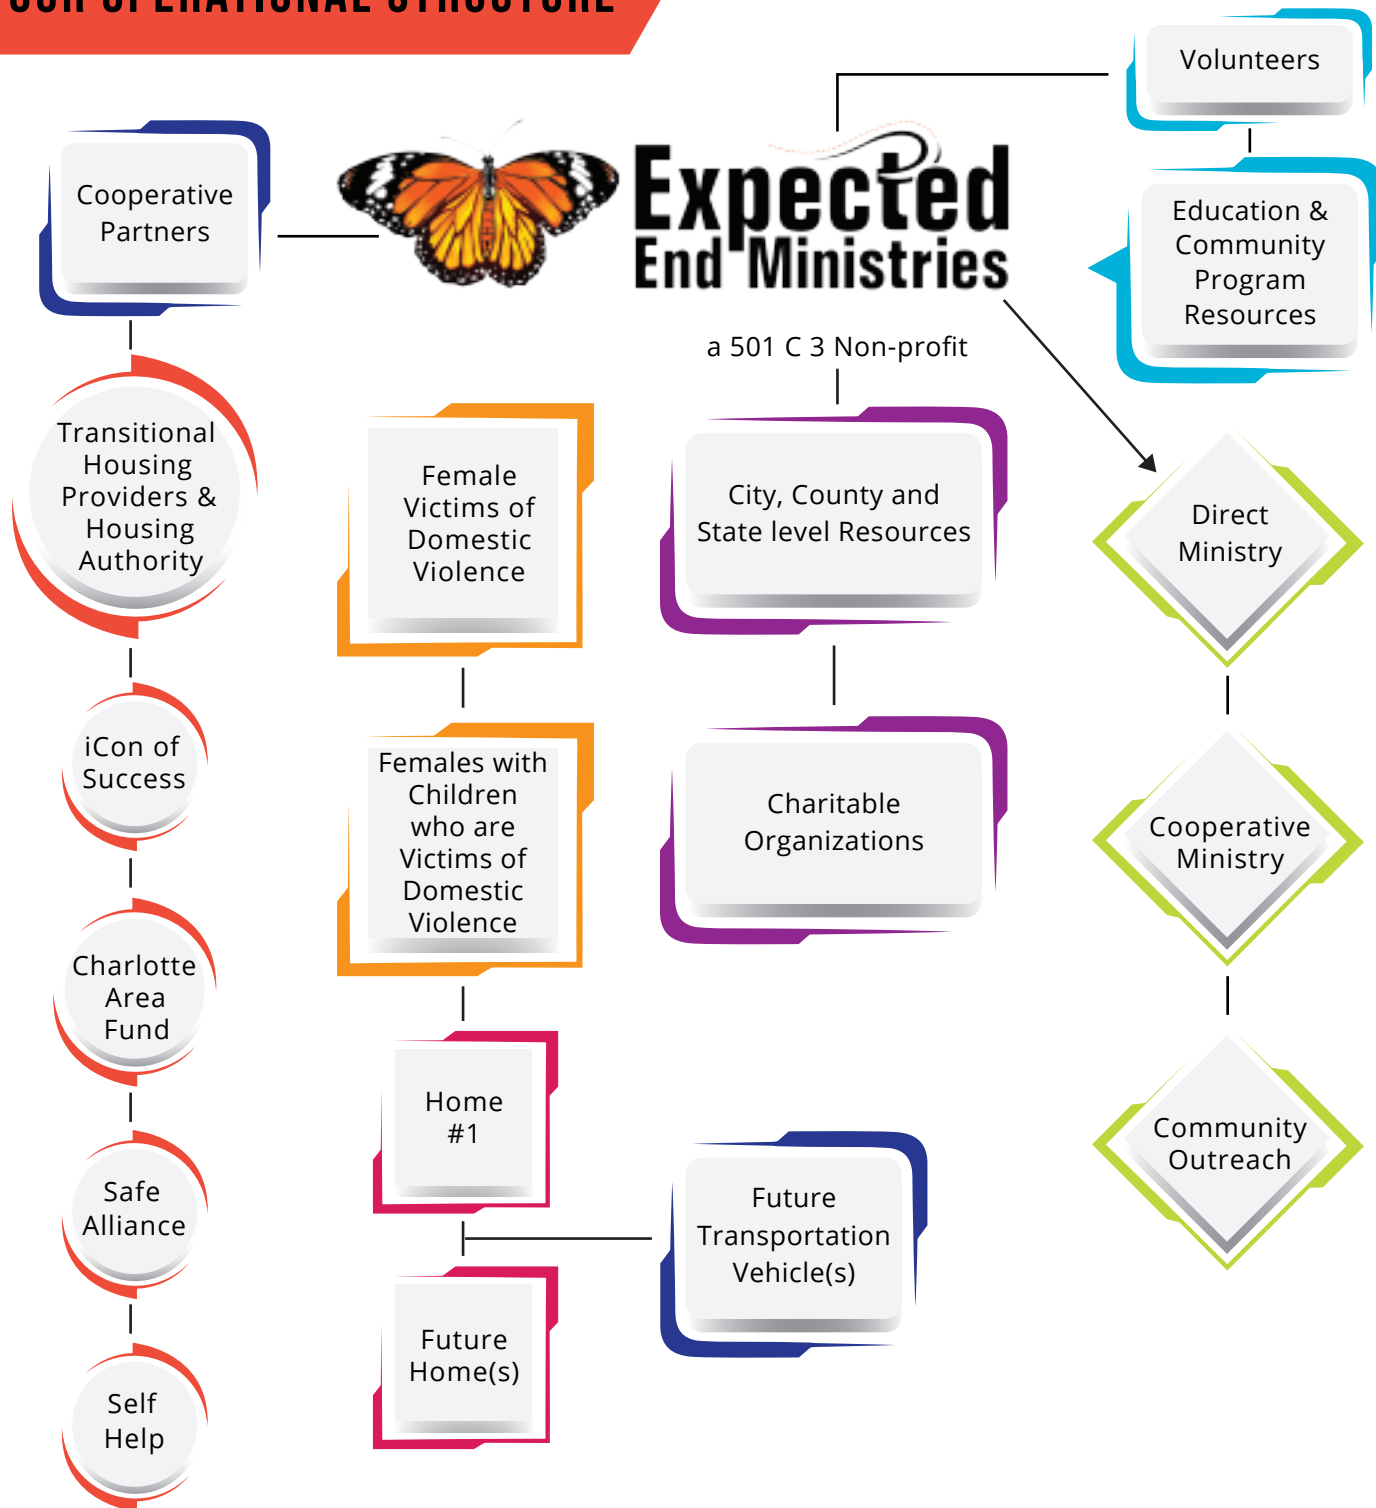 OUR OPERATIONAL STRUCTURE
Volunteers
Cooperative
Partners
Expected
End Ministries
a 501 C 3 Non-profit
Education &
Community
Program
Resources
Transitional
Housing
Providers &
Housing
Authority
iCon of
Success
Charlotte
Area
Fund
Safe
Alliance
Self
Help
Female
Victims of
Domestic
Violence
Females with
Children
who are
Victims of
Domestic
Violence
Home
#1
Future
Home(s)
Future
Transportation
Vehicle(s)
City, County and
State level Resources
Charitable
Organizations
Direct
Ministry
Cooperative
Ministry
Community
Outreach